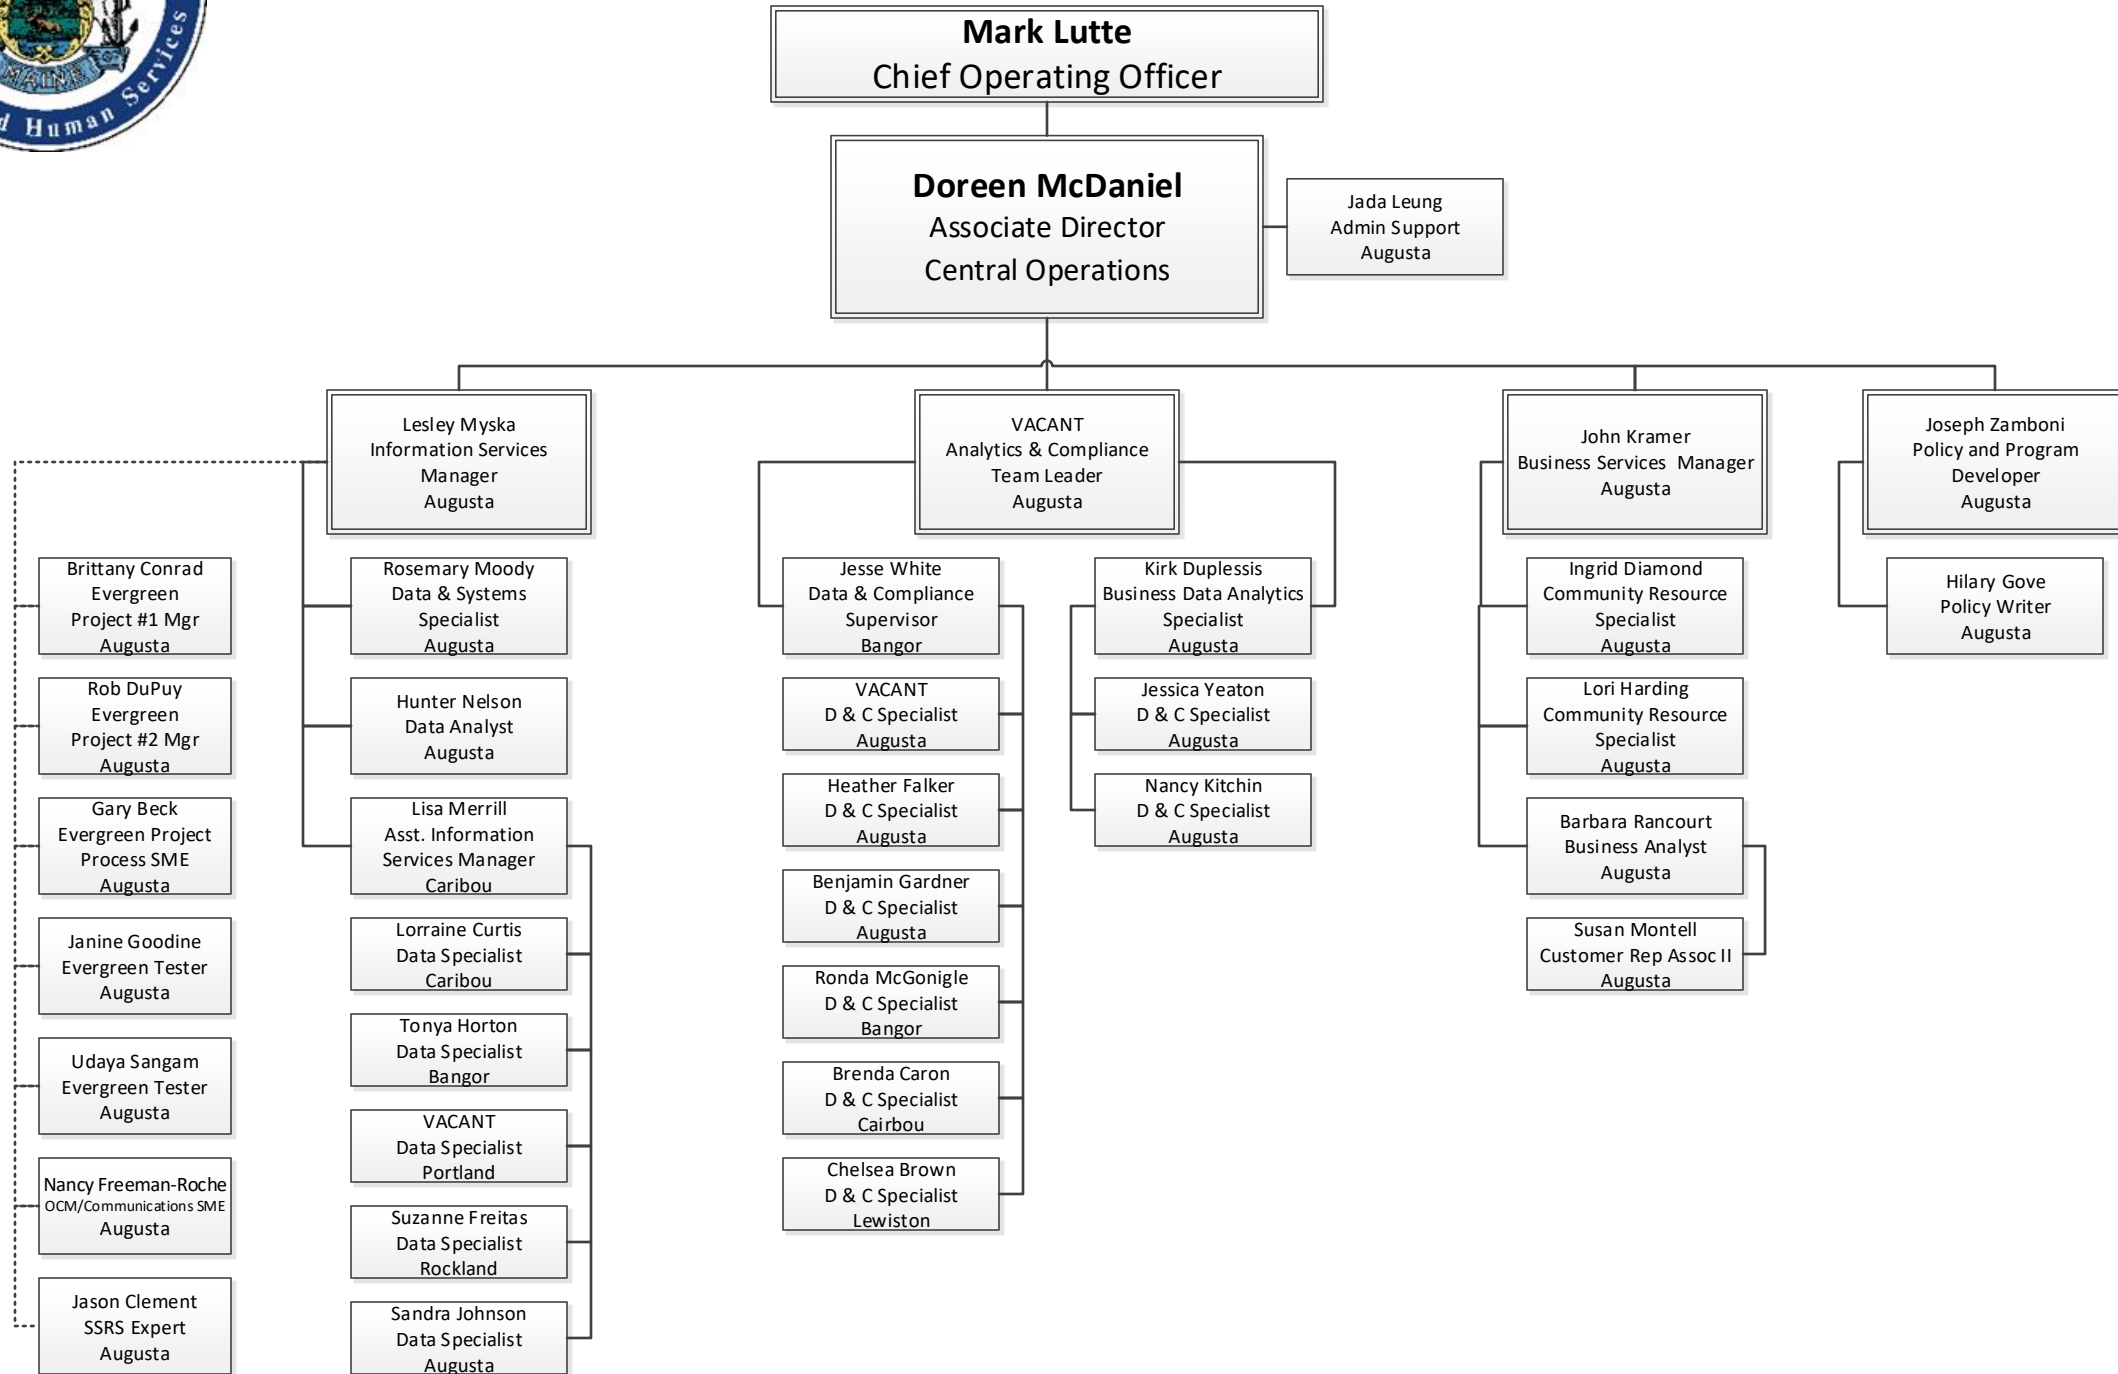 MAINE
d Human Services
Mark Lutte
Chief Operating Officer
Doreen McDaniel
Associate Director
Central Operations
Jada Leung
Admin Support
Augusta
Lesley Myska
Information Services
Manager
Augusta
VACANT
Analytics & Compliance
Team Leader
Augusta
John Kramer
Business Services Manager
Augusta
Joseph Zamboni
Policy and Program
Developer
Augusta
Brittany Conrad
Evergreen
Project #1 Mgr
Augusta
Rob DuPuy
Evergreen
Project #2 Mgr
Augusta
Gary Beck
Evergreen Project
Process SME
Augusta
Janine Goodine
Evergreen Tester
Augusta
Udaya Sangam
Evergreen Tester
Augusta
Nancy Freeman-Roche
OCM/Communications SME
Augusta
Jason Clement
SSRS Expert
Augusta
Rosemary Moody
Data & Systems
Specialist
Augusta
Hunter Nelson
Data Analyst
Augusta
Lisa Merrill
Asst. Information
Services Manager
Caribou
Lorraine Curtis
Data Specialist
Caribou
Tonya Horton
Data Specialist
Bangor
VACANT
Data Specialist
Portland
Suzanne Freitas
Data Specialist
Rockland
Sandra Johnson
Data Specialist
Augusta
Jesse White
Data & Compliance
Supervisor
Bangor
VACANT
D & C Specialist
Augusta
Heather Falker
D & C Specialist
Augusta
Benjamin Gardner
D & C Specialist
Augusta
Ronda McGonigle
D & C Specialist
Bangor
Brenda Caron
D & C Specialist
Cairbou
Chelsea Brown
D & C Specialist
Lewiston
Kirk Duplessis
Business Data Analytics
Specialist
Augusta
Jessica Yeaton
D & C Specialist
Augusta
Nancy Kitchin
D & C Specialist
Augusta
Ingrid Diamond
Community Resource
Specialist
Augusta
Lori Harding
Community Resource
Specialist
Augusta
Barbara Rancourt
Business Analyst
Augusta
Susan Montell
Customer Rep Assoc II
Augusta
Hilary Gove
Policy Writer
Augusta